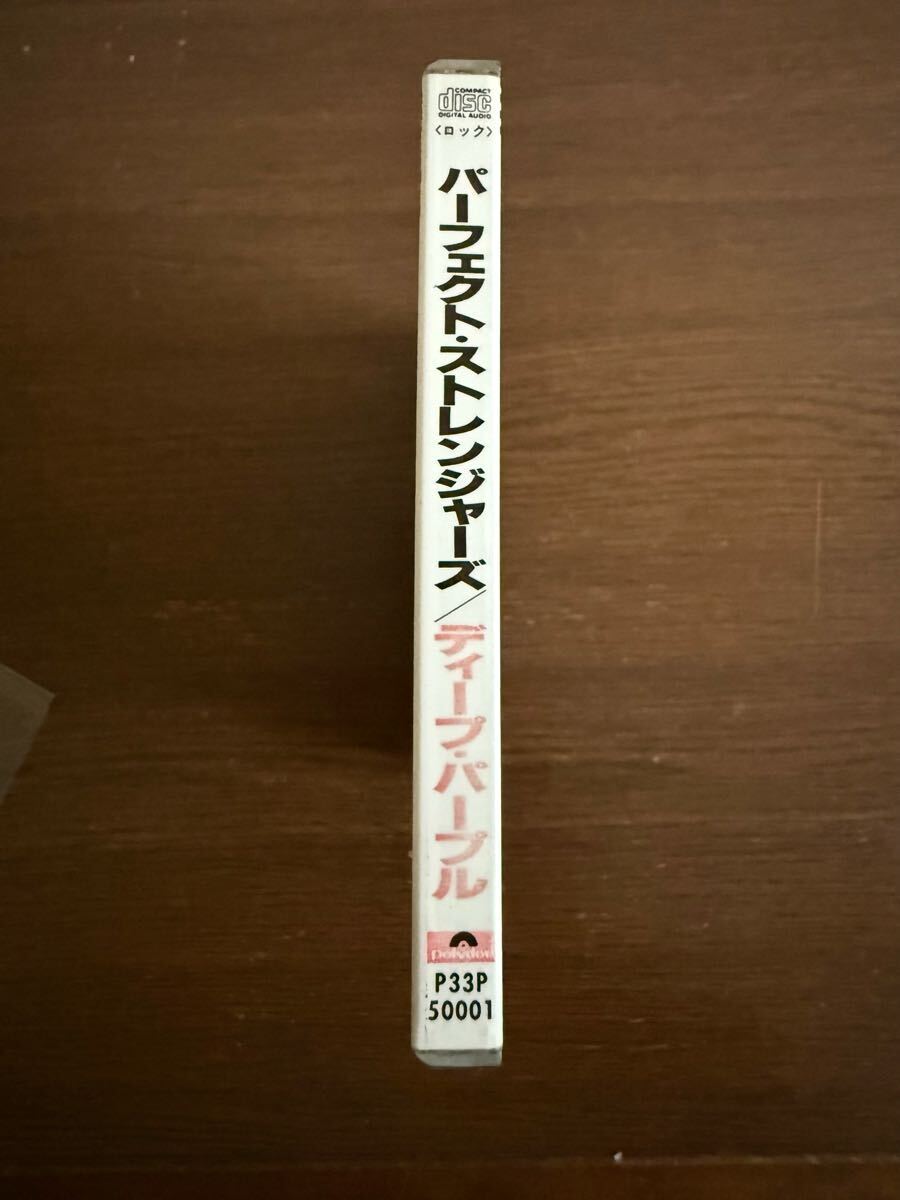 COMPACT
disc
DIGITAL AUDIO
〈ロック〉
パーフェクト・ストレンジャーズ／ディープ・パープル
polydor
P33P
50001